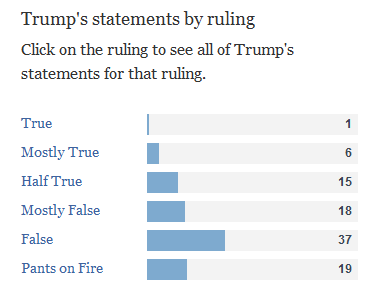 Trump's statements by ruling
Click on the ruling to see all of Trump's
statements for that ruling.
True 1
Mostly True 6
Half True 15
Mostly False 18
False 37
Pants on Fire 19